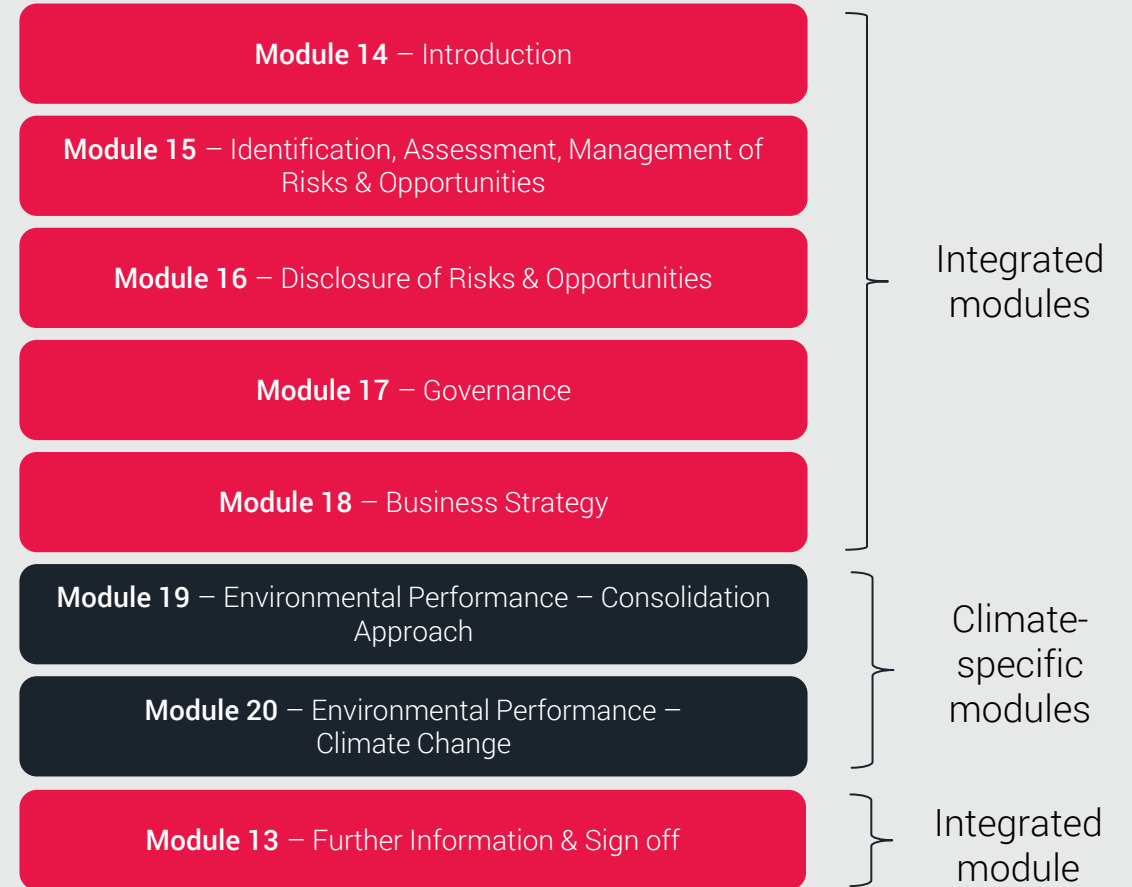 Module 14 – Introduction
Module 15 – Identification, Assessment, Management of
Risks & Opportunities
Module 16 – Disclosure of Risks & Opportunities
Module 17 – Governance
Module 18 – Business Strategy
Integrated
modules
Module 19 – Environmental Performance – Consolidation
Approach
Module 20 – Environmental Performance –
Climate Change
Climate-
specific
modules
Module 13 – Further Information & Sign off
Integrated
module